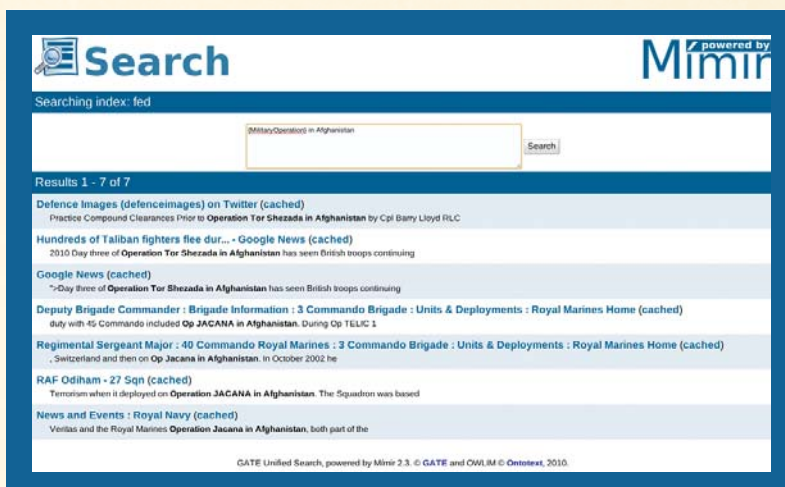 Search
powered by
Mímir
Searching index: fed
{MilitaryOperation} in Afghanistan
Search
Results 1 - 7 of 7
Defence Images (defenceimages) on Twitter (cached)
Practice Compound Clearances Prior to Operation Tor Shezada in Afghanistan by Cpl Barry Lloyd RLC
Hundreds of Taliban fighters flee dur... - Google News (cached)
2010 Day three of Operation Tor Shezada in Afghanistan has seen British troops continuing
Google News (cached)
">Day three of Operation Tor Shezada in Afghanistan has seen British troops continuing
Deputy Brigade Commander : Brigade Information : 3 Commando Brigade : Units & Deployments : Royal Marines Home (cached)
duty with 45 Commando included Op JACANA in Afghanistan. During Op TELIC 1
Regimental Sergeant Major : 40 Commando Royal Marines : 3 Commando Brigade : Units & Deployments : Royal Marines Home (cached)
, Switzerland and then on Op Jacana in Afghanistan. In October 2002 he
RAF Odiham - 27 Sqn (cached)
Terrorism when it deployed on Operation JACANA in Afghanistan. The Squadron was based
News and Events : Royal Navy (cached)
Veritas and the Royal Marines Operation Jacana in Afghanistan, both part of the
GATE Unified Search, powered by Mímir 2.3. © GATE and OWLIM © Ontotext, 2010.